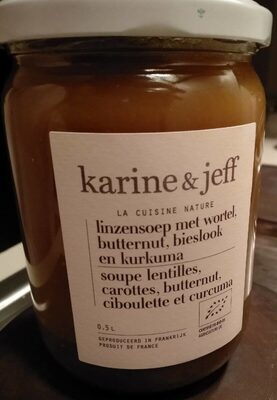 karine & jeff
LA CUISINE NATURE
linzensoep met wortel,
butternut, bieslook
en kurkuma
soupe lentilles,
carottes, butternut,
ciboulette et curcuma
0.5 L
GEPRODUCEERD IN FRANKRIJK
PRODUIT DE FRANCE